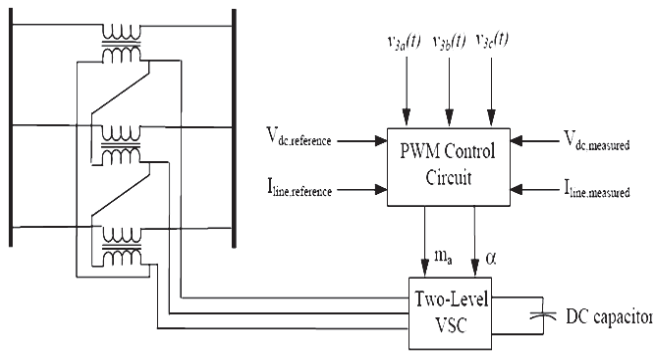 v3a(t) v3b(t) v3c(t)
Vdc.reference
PWM Control
Circuit
Vdc.measured
Iline.reference
Iline.measured
ma
α
Two-Level
VSC
DC capacitor